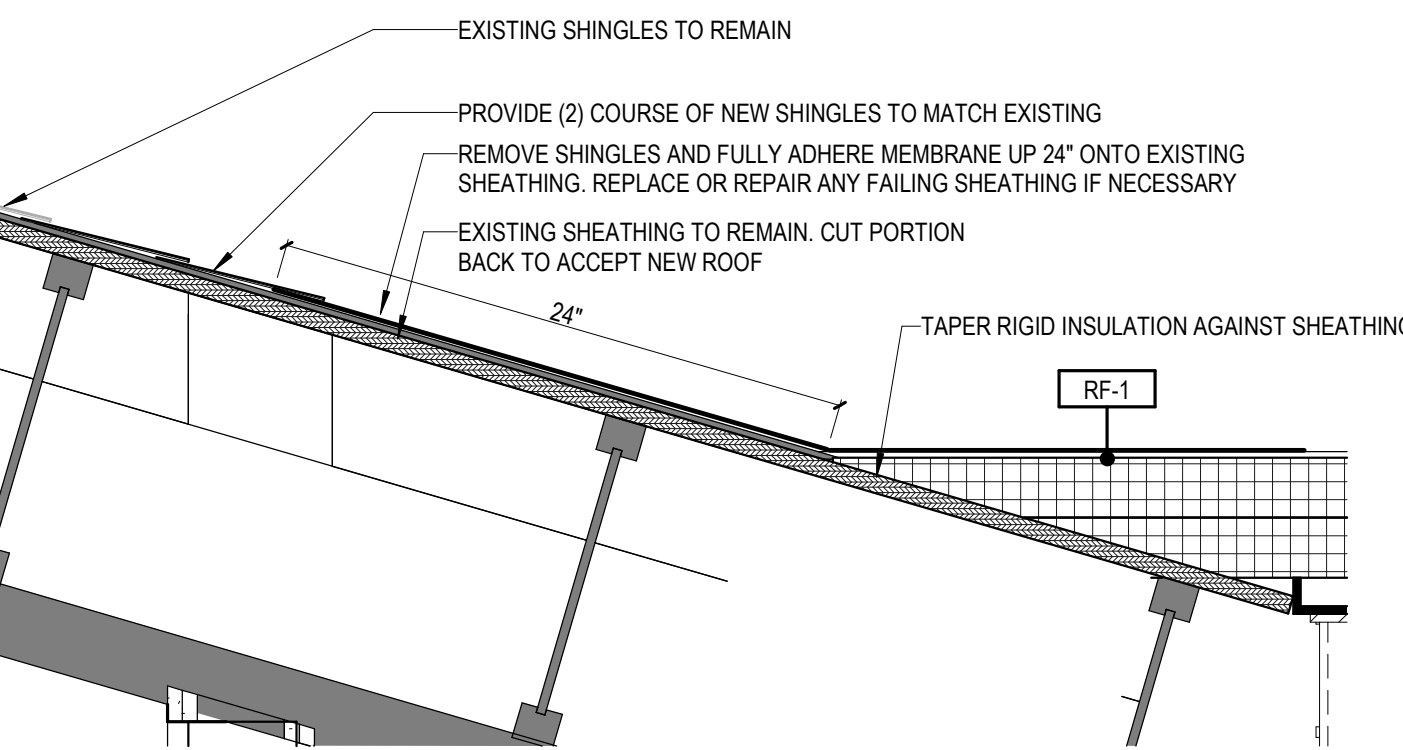 EXISTING SHINGLES TO REMAIN
PROVIDE (2) COURSE OF NEW SHINGLES TO MATCH EXISTING
REMOVE SHINGLES AND FULLY ADHERE MEMBRANE UP 24" ONTO EXISTING
SHEATHING. REPLACE OR REPAIR ANY FAILING SHEATHING IF NECESSARY
EXISTING SHEATHING TO REMAIN. CUT PORTION
BACK TO ACCEPT NEW ROOF
24"
TAPER RIGID INSULATION AGAINST SHEATHING
RF-1